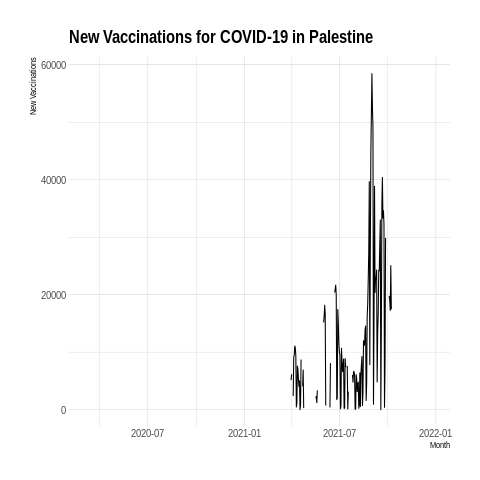 New Vaccinations for COVID-19 in Palestine
New Vaccinations
60000
40000
20000
0
2020-07
2021-01
2021-07
2022-01
Month